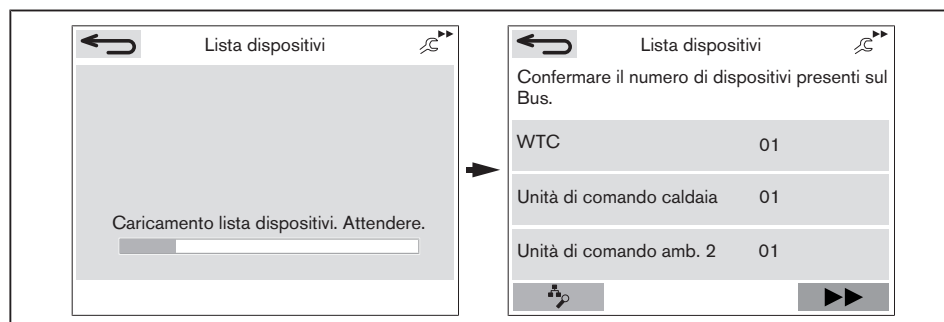 Lista dispositivi
Caricamento lista dispositivi. Attendere.
Lista dispositivi
Confermare il numero di dispositivi presenti sul
Bus.
WTC 01
Unità di comando caldaia 01
Unità di comando amb. 2 01